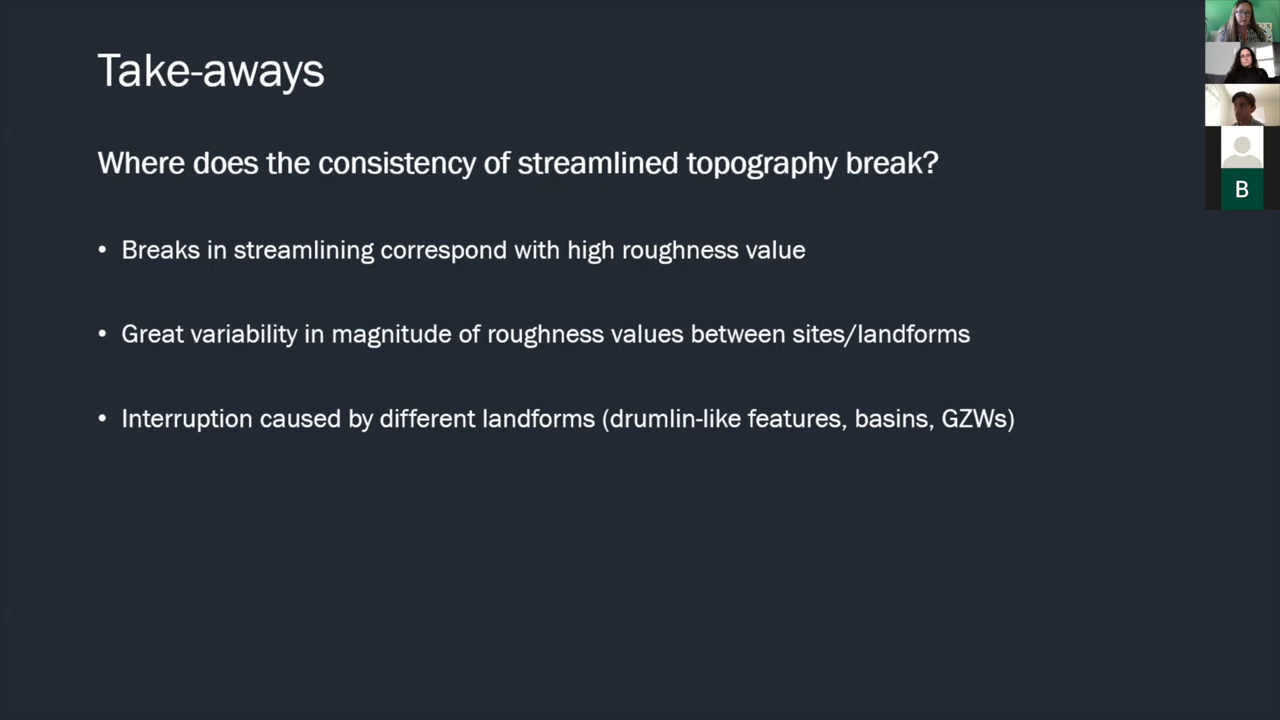 Take-aways
Where does the consistency of streamlined topography break?
• Breaks in streamlining correspond with high roughness value
• Great variability in magnitude of roughness values between sites/landforms
• Interruption caused by different landforms (drumlin-like features, basins, GZWs)
B